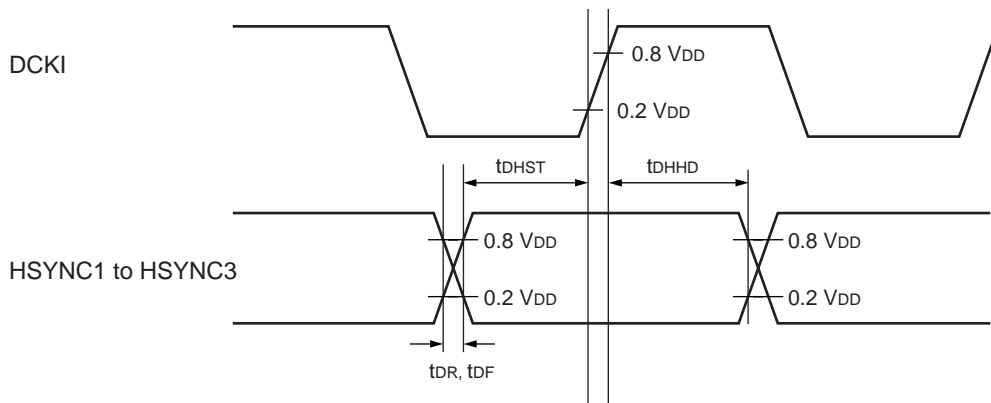 DCKI
0.8 VDD
0.2 VDD
tDHST
tDHHD
HSYNC1 to HSYNC3
0.8 VDD
0.8 VDD
0.2 VDD
0.2 VDD
tDR, tDF